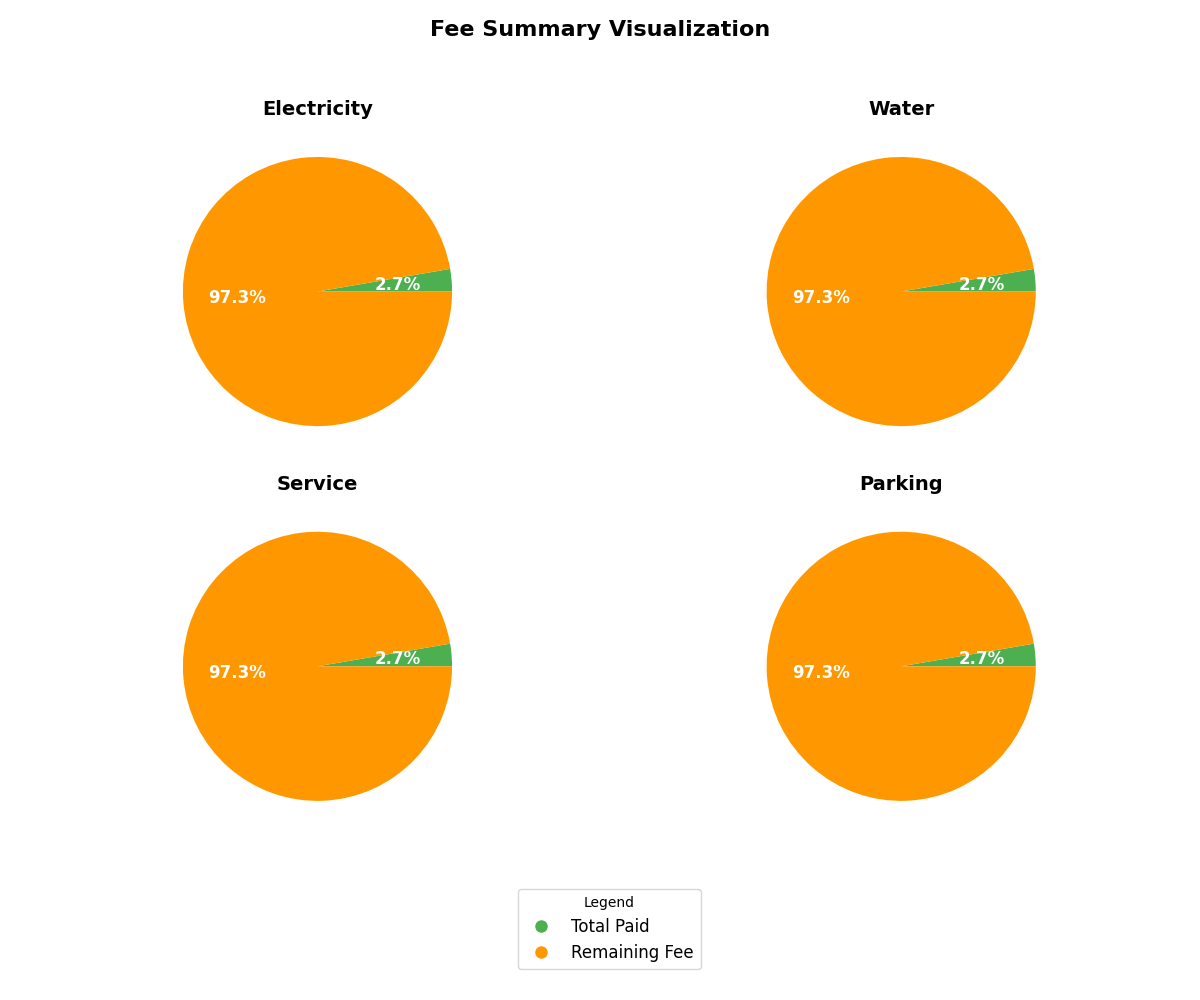 Fee Summary Visualization
Electricity
Water
97.3%
2.7%
97.3%
2.7%
Service
Parking
97.3%
2.7%
97.3%
2.7%
Legend
Total Paid
Remaining Fee